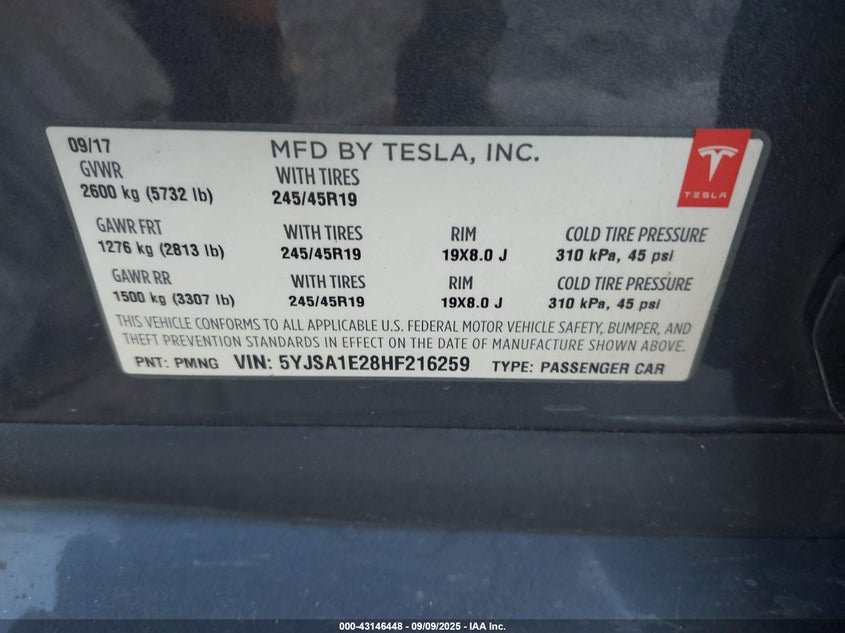 09/17 MFD BY TESLA, INC.
GVWR WITH TIRES
2600 kg (5732 lb) 245/45R19
TESLA
GAWR FRT WITH TIRES RIM COLD TIRE PRESSURE
1276 kg (2813 lb) 245/45R19 19X8.0 J 310 kPa, 45 psi
GAWR RR WITH TIRES RIM COLD TIRE PRESSURE
1500 kg (3307 lb) 245/45R19 19X8.0 J 310 kPa, 45 psi
THIS VEHICLE CONFORMS TO ALL APPLICABLE U.S. FEDERAL MOTOR VEHICLE SAFETY, BUMPER, AND
THEFT PREVENTION STANDARDS IN EFFECT ON THE DATE OF MANUFACTURE SHOWN ABOVE.
PNT: PMNG VIN: 5YJSA1E28HF216259 TYPE: PASSENGER CAR
000-43146448 - 09/09/2025 - IAA Inc.